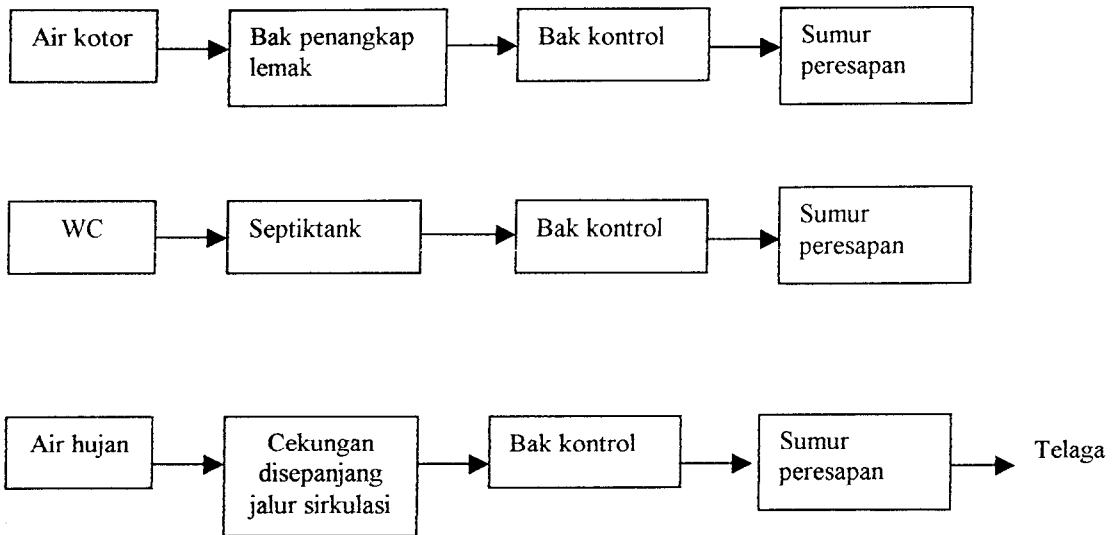 Air kotor
Bak penangkap
lemak
Bak kontrol
Sumur
peresapan
WC
Septiktank
Bak kontrol
Sumur
peresapan
Air hujan
Cekungan
disepanjang
jalur sirkulasi
Bak kontrol
Sumur
peresapan
Telaga